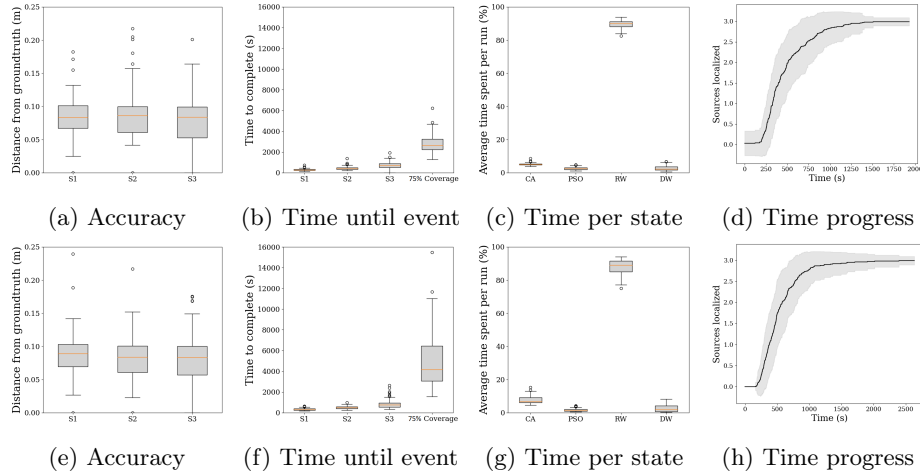 Distance from groundtruth (m)
0.25
0.20
0.15
0.10
0.05
0.00
S1 S2 S3
Time to complete (s)
16000
14000
12000
10000
8000
6000
4000
2000
0
S1 S2 S3 75% Coverage
Average time spent per run (%)
100
80
60
40
20
0
CA PSO RW DW
Sources localized
3.0
2.5
2.0
1.5
1.0
0.5
0.0
0 250 500 750 1000 1250 1500 1750 2000
Time (s)
(a) Accuracy (b) Time until event (c) Time per state (d) Time progress
Distance from groundtruth (m)
0.25
0.20
0.15
0.10
0.05
0.00
S1 S2 S3
Time to complete (s)
16000
14000
12000
10000
8000
6000
4000
2000
0
S1 S2 S3 75% Coverage
Average time spent per run (%)
100
80
60
40
20
0
CA PSO RW DW
Sources localized
3.0
2.5
2.0
1.5
1.0
0.5
0.0
0 500 1000 1500 2000 2500
Time (s)
(e) Accuracy (f) Time until event (g) Time per state (h) Time progress